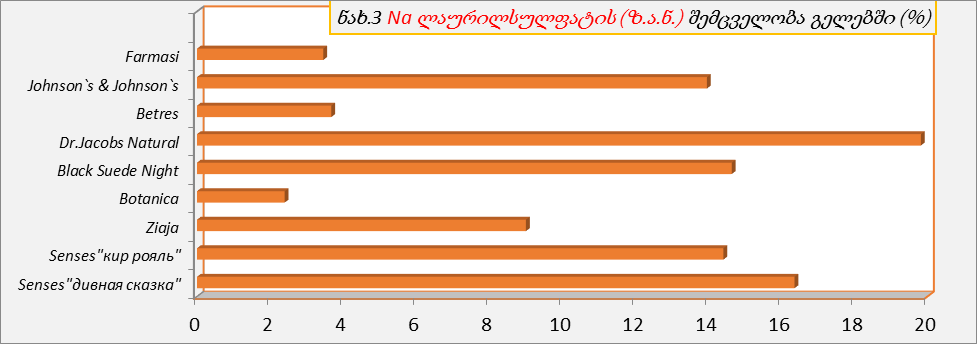 ნახ.3 Na ლაურილსულფატის (ზ.ა.ნ.) შემცველობა გელებში (%)
Farmasi
Johnson`s & Johnson`s
Betres
Dr.Jacobs Natural
Black Suede Night
Botanica
Ziaja
Senses"кир рояль"
Senses"дивная сказка"
0 2 4 6 8 10 12 14 16 18 20